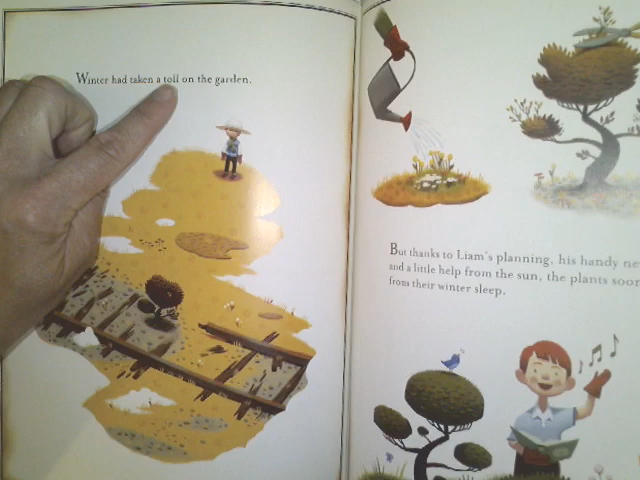 Winter had taken a toll on the garden.
But thanks to Liam's planning, his handy
and a little help from the sun, the plants
from their winter sleep.